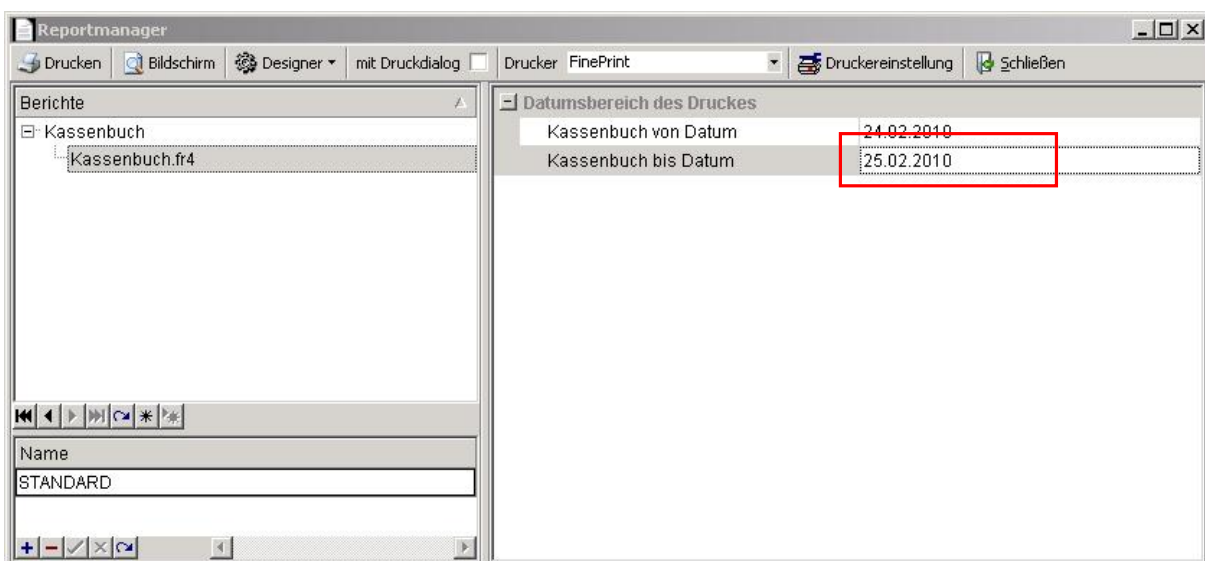 Reportmanager
Drucken Bildschirm Designer mit Druckdialog Drucker FinePrint Druckereinstellung Schließen
Berichte
Kassenbuch
Kassenbuch.fr4
Name
STANDARD
Datumsbereich des Druckes
Kassenbuch von Datum 24.02.2010
Kassenbuch bis Datum 25.02.2010